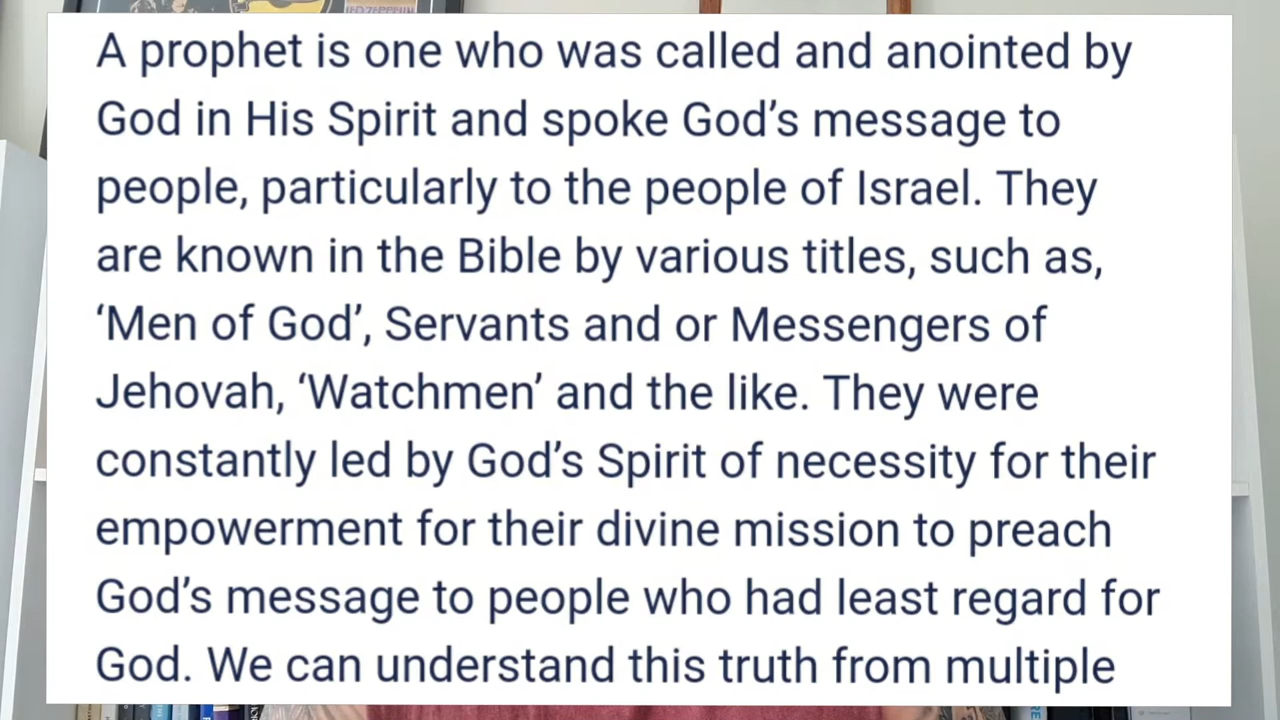 LED ZEPPELIN
A prophet is one who was called and anointed by
God in His Spirit and spoke God’s message to
people, particularly to the people of Israel. They
are known in the Bible by various titles, such as,
‘Men of God’, Servants and or Messengers of
Jehovah, ‘Watchmen’ and the like. They were
constantly led by God’s Spirit of necessity for their
empowerment for their divine mission to preach
God’s message to people who had least regard for
God. We can understand this truth from multiple